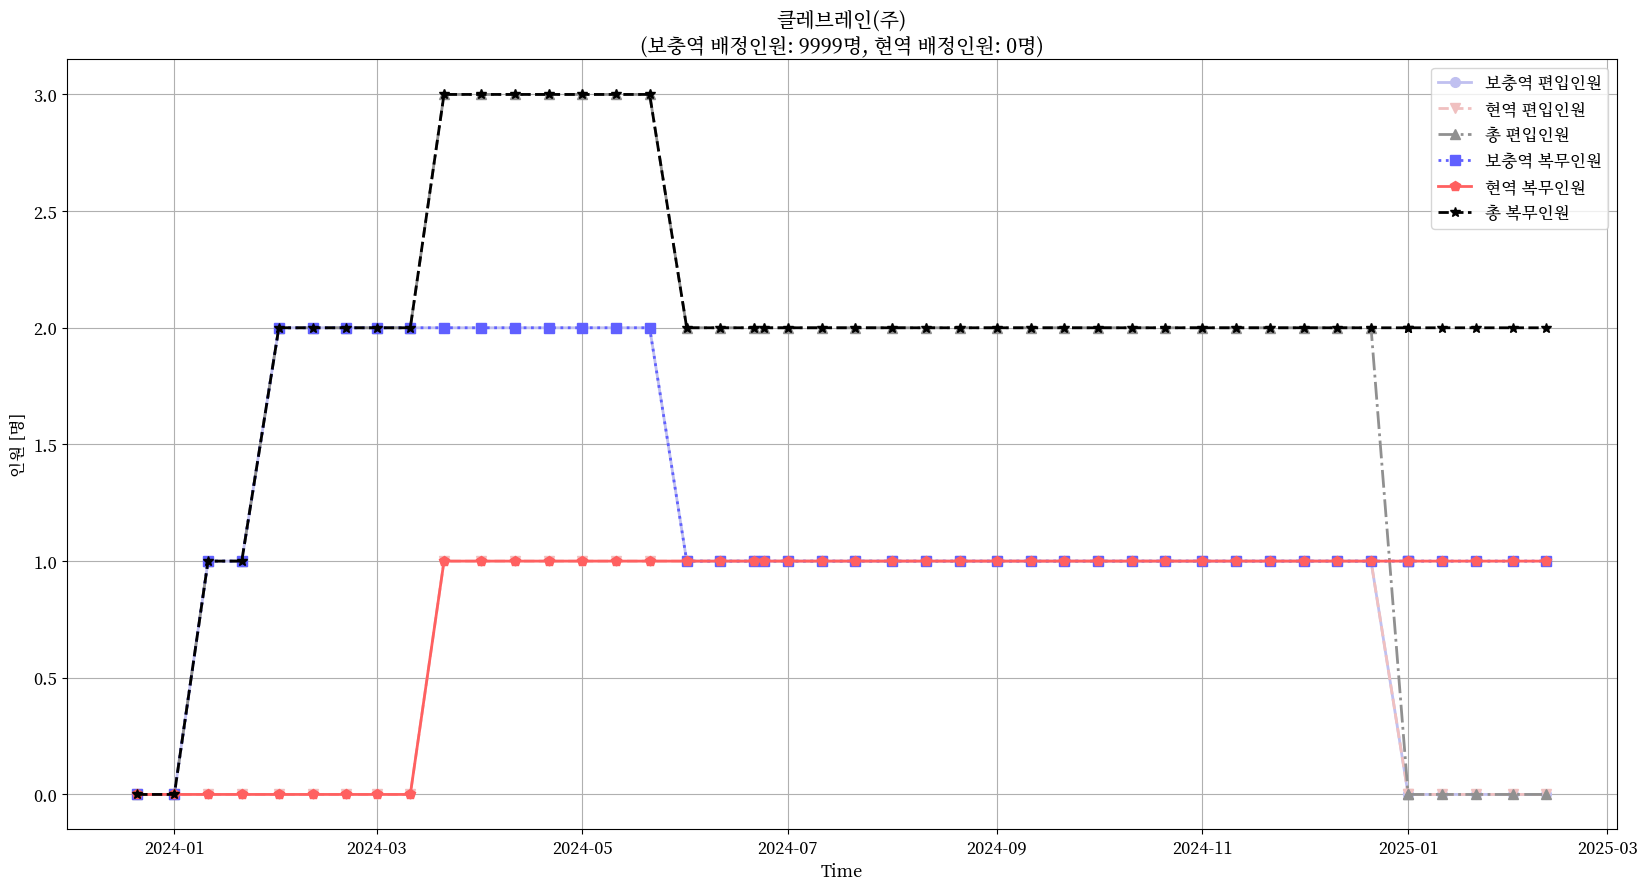 클레브레인(주)
(보충역 배정인원: 9999명, 현역 배정인원: 0명)
보충역 편입인원
현역 편입인원
총 편입인원
보충역 복무인원
현역 복무인원
총 복무인원
인원 [명]
3.0
2.5
2.0
1.5
1.0
0.5
0.0
2024-01
2024-03
2024-05
2024-07
2024-09
2024-11
2025-01
2025-03
Time